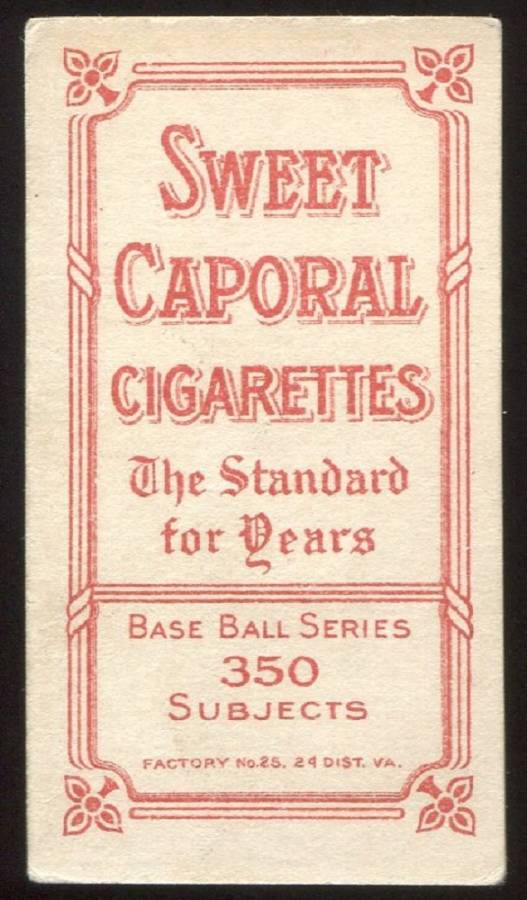 SWEET
CAPORAL
CIGARETTES
The Standard
for Years
BASE BALL SERIES
350
SUBJECTS
FACTORY No. 25, 2d DIST. VA.